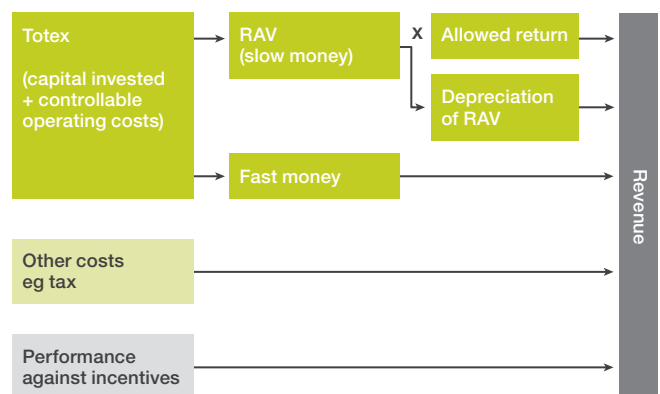 Totex
(capital invested
+ controllable
operating costs)
RAV
(slow money)
x
Allowed return
Depreciation
of RAV
Fast money
Other costs
eg tax
Performance
against incentives
Revenue